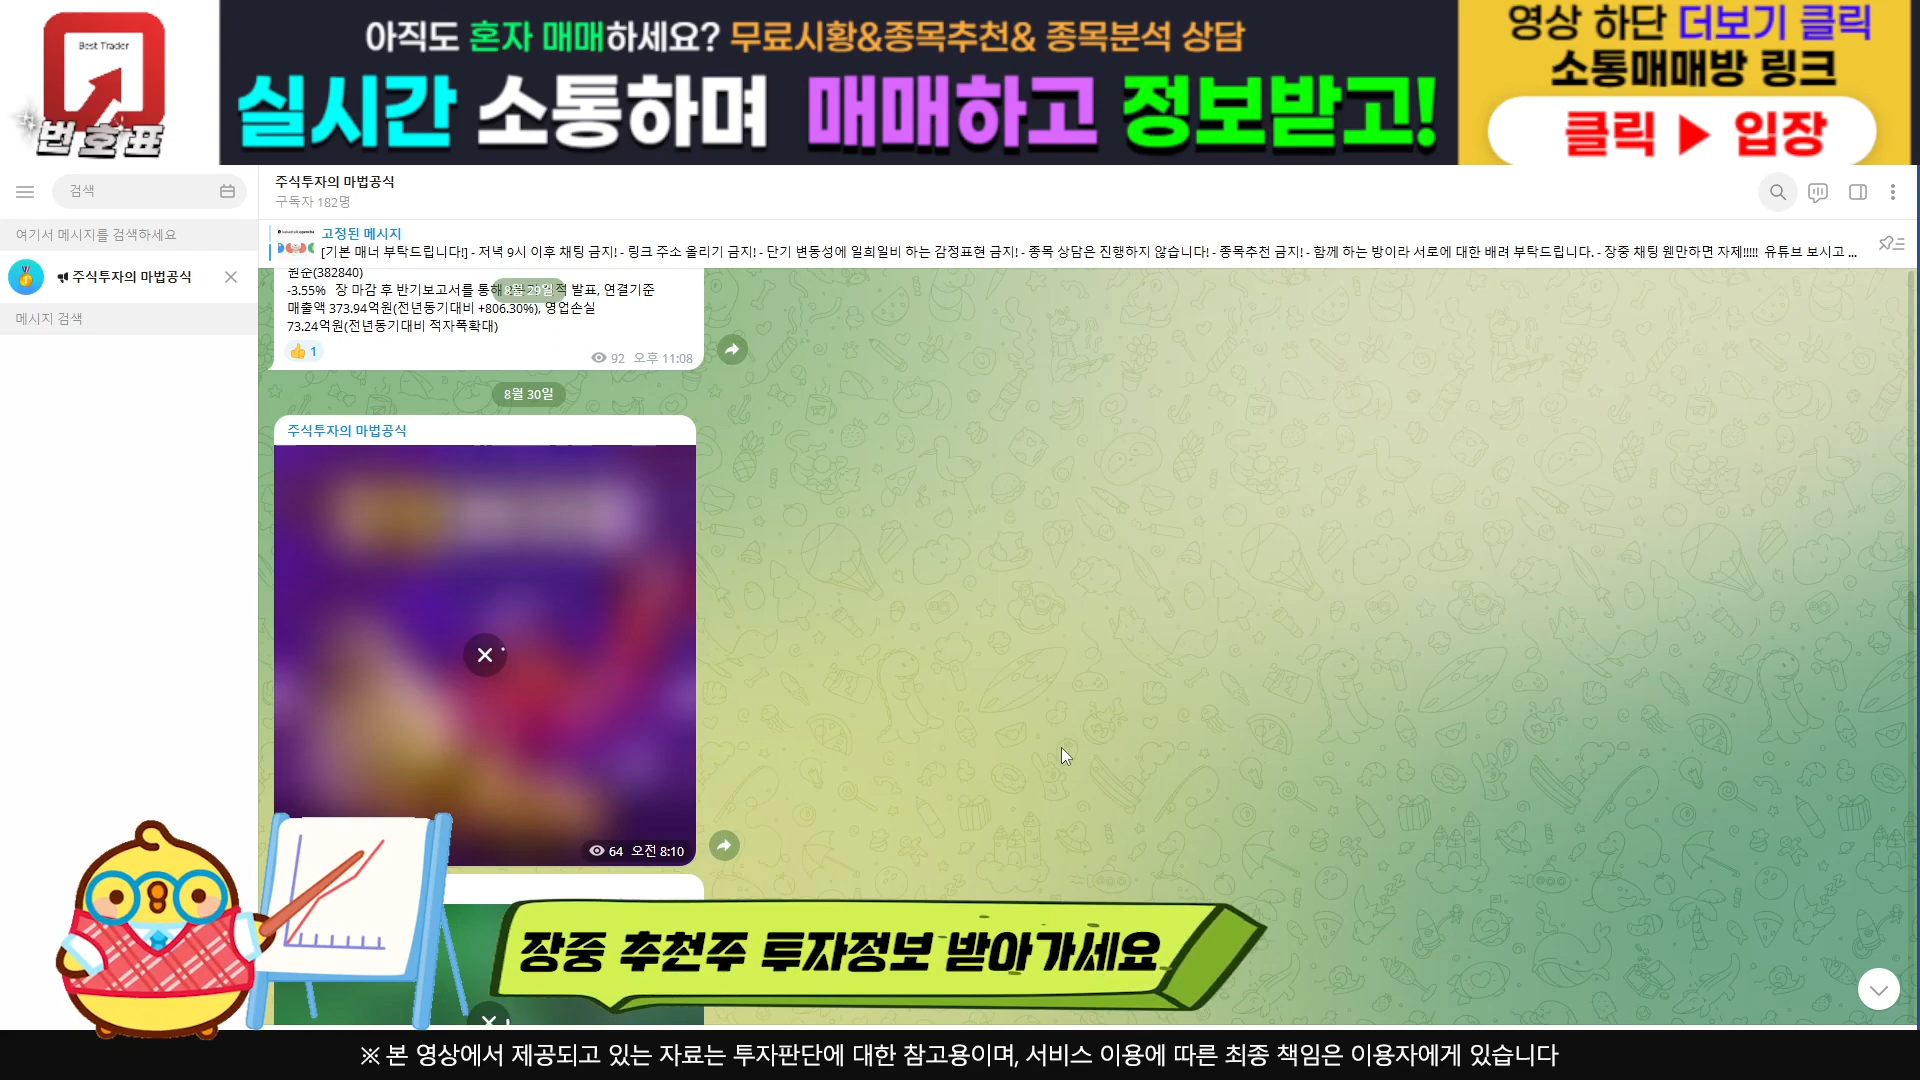 Best Trader
번호표
아직도 혼자 매매하세요? 무료시황&종목추천& 종목분석 상담
실시간 소통하며 매매하고 정보받고!
영상 하단 더보기 클릭
소통매매방 링크
클릭 ▶ 입장
검색
여기서 메시지를 검색하세요
주식투자의 마법공식
메시지 검색
주식투자의 마법공식
구독자 182명
고정된 메시지
[기본 매너 부탁드립니다!] - 저녁 9시 이후 채팅 금지! - 링크 주소 올리기 금지! - 단기 변동성에 일희일비 하는 감정표현 금지! - 종목 상담은 진행하지 않습니다! - 종목추천 금지! - 함께 하는 방이라 서로에 대한 배려 부탁드립니다. - 장중 채팅 웬만하면 자제!!!!! 유튜브 보시고 ...
원준(382840)
8월 29일
-3.55% 장 마감 후 반기보고서를 통해 적 발표, 연결기준
매출액 373.94억원(전년동기대비 +806.30%), 영업손실
73.24억원(전년동기대비 적자폭확대)
1
92 오후 11:08
8월 30일
주식투자의 마법공식
64 오전 8:10
장중 추천주 투자정보 받아가세요
※ 본 영상에서 제공되고 있는 자료는 투자판단에 대한 참고용이며, 서비스 이용에 따른 최종 책임은 이용자에게 있습니다